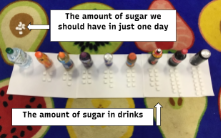 The amount of sugar we
should have in just one day
The amount of sugar in drinks